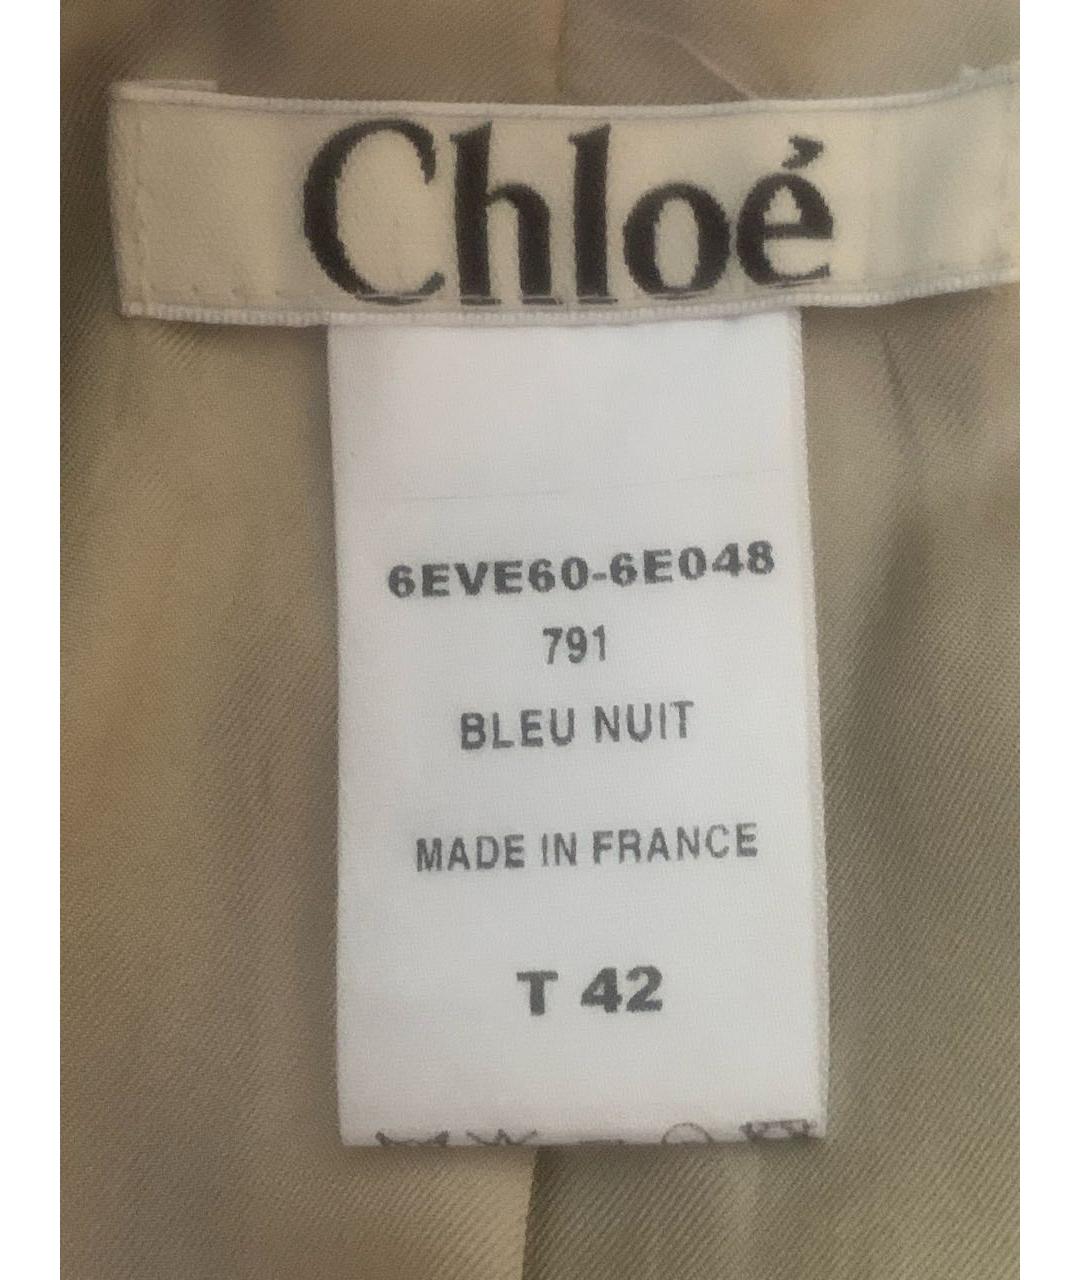 Chloé
6EVE60-6E048
791
BLEU NUIT
MADE IN FRANCE
T 42